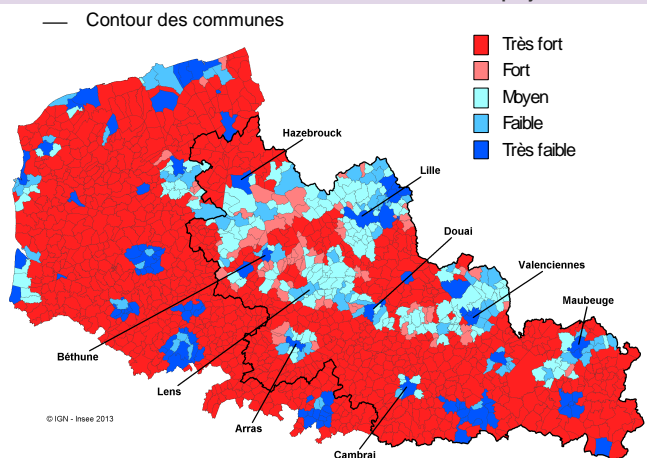 Contour des communes
Très fort
Fort
Moyen
Faible
Très faible
Hazebrouck
Lille
Douai
Valenciennes
Maubeuge
Béthune
Lens
Arras
Cambrai
© IGN - Insee 2013